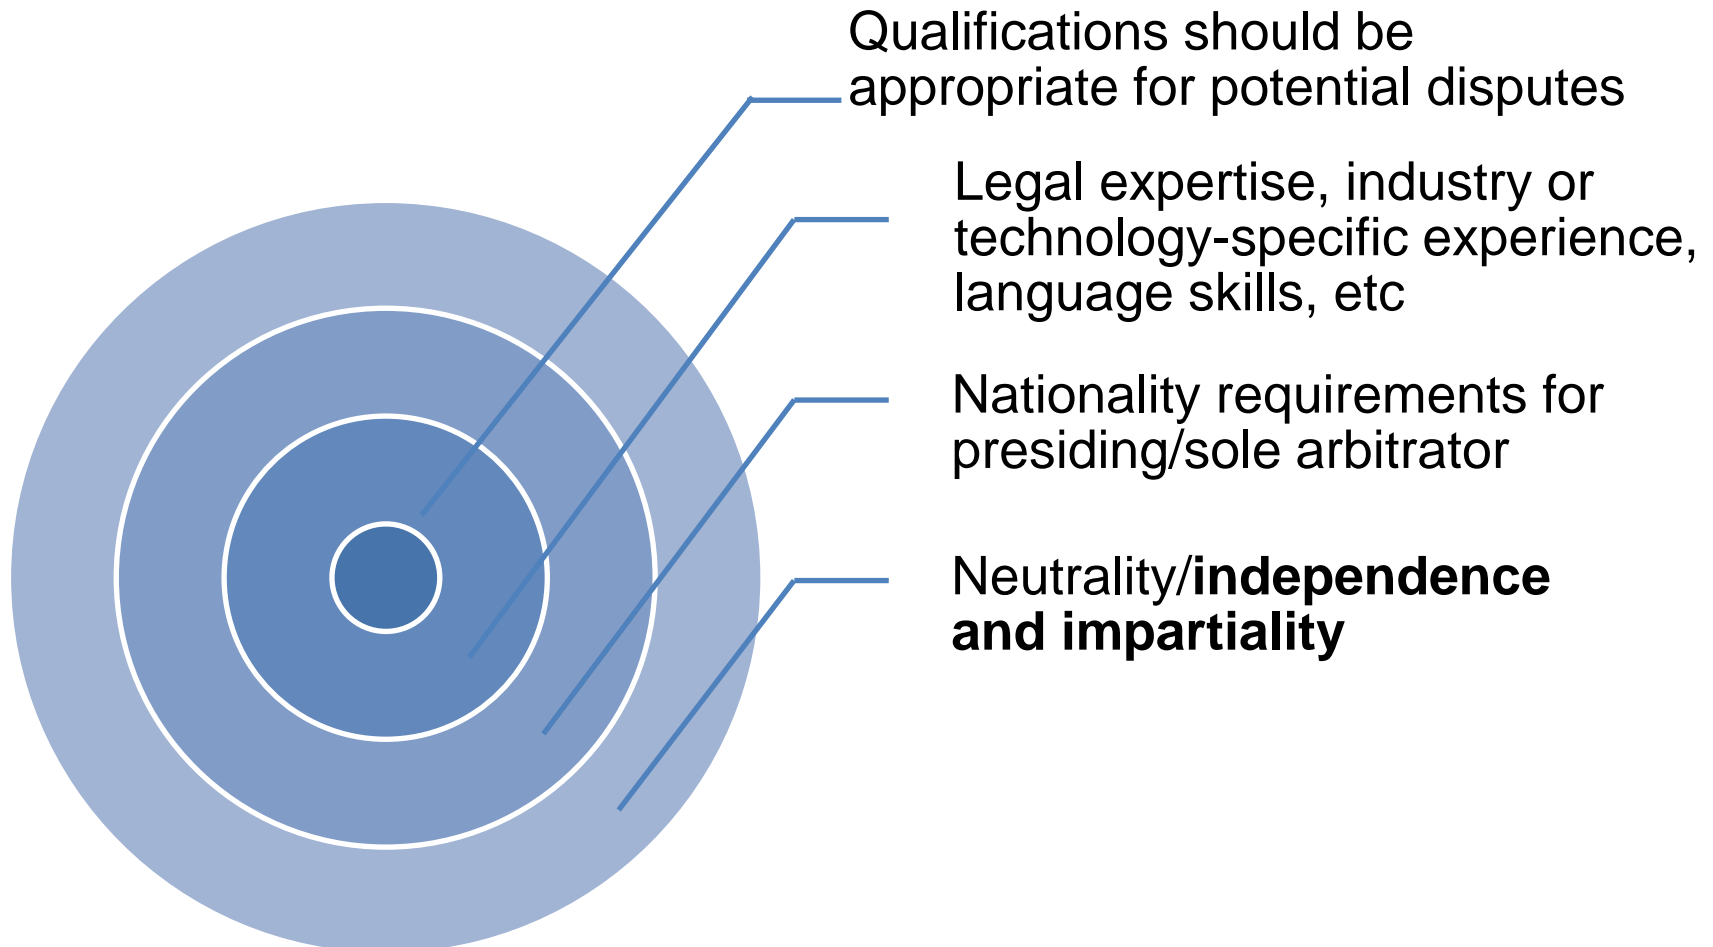 Qualifications should be
appropriate for potential disputes
Legal expertise, industry or
technology-specific experience,
language skills, etc
Nationality requirements for
presiding/sole arbitrator
Neutrality/independence
and impartiality